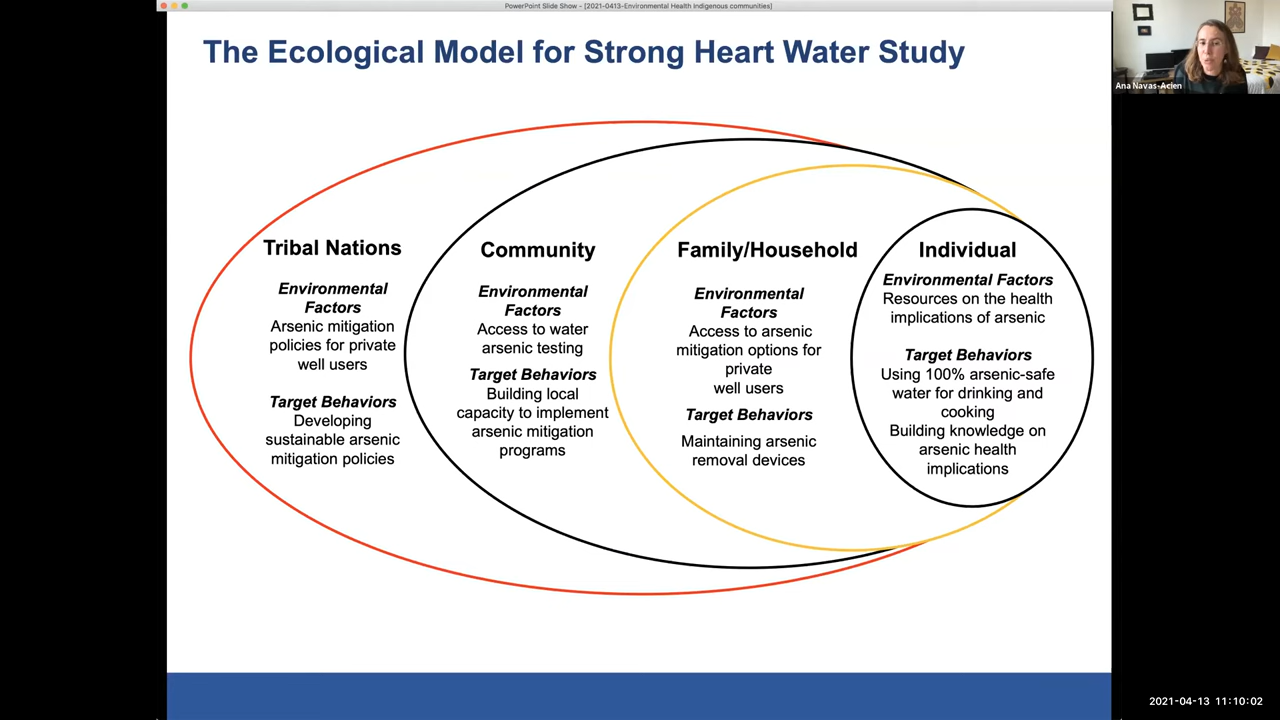 PowerPoint Slide Show - [2021-0413-Environmental Health Indigenous communities]
The Ecological Model for Strong Heart Water Study
Ana Navas-Acien
Tribal Nations
Environmental
Factors
Arsenic mitigation
policies for private
well users
Target Behaviors
Developing
sustainable arsenic
mitigation policies
Community
Environmental
Factors
Access to water
arsenic testing
Target Behaviors
Building local
capacity to implement
arsenic mitigation
programs
Family/Household
Environmental
Factors
Access to arsenic
mitigation options for
private
well users
Target Behaviors
Maintaining arsenic
removal devices
Individual
Environmental Factors
Resources on the health
implications of arsenic
Target Behaviors
Using 100% arsenic-safe
water for drinking and
cooking
Building knowledge on
arsenic health
implications
2021-04-13 11:10:02